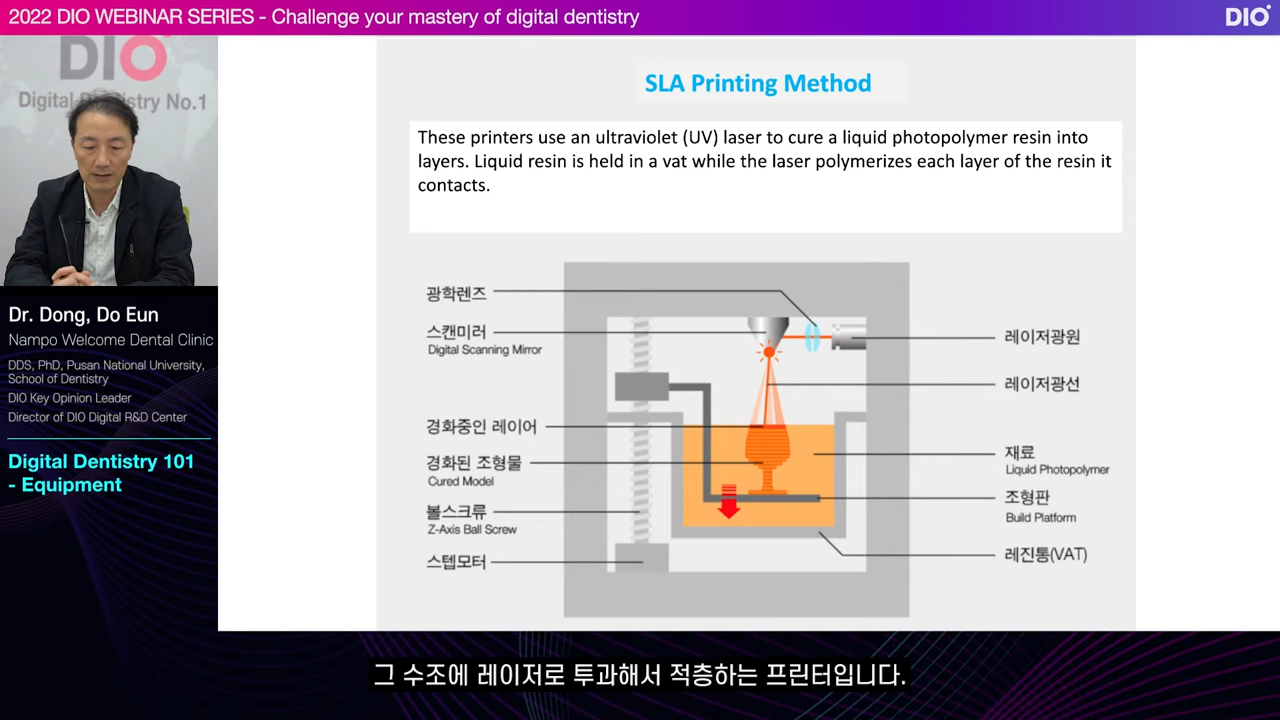 2022 DIO WEBINAR SERIES - Challenge your mastery of digital dentistry
DIO
DIO
Digital Dentistry No.1
SLA Printing Method
These printers use an ultraviolet (UV) laser to cure a liquid photopolymer resin into
layers. Liquid resin is held in a vat while the laser polymerizes each layer of the resin it
contacts.
광학렌즈
스캔미러
Digital Scanning Mirror
경화중인 레이어
경화된 조형물
Cured Model
볼스크류
Z-Axis Ball Screw
스텝모터
레이저광원
레이저광선
재료
Liquid Photopolymer
조형판
Build Platform
레진통(VAT)
Dr. Dong, Do Eun
Nampo Welcome Dental Clinic
DDS, PhD, Pusan National University,
School of Dentistry
DIO Key Opinion Leader
Director of DIO Digital R&D Center
Digital Dentistry 101
- Equipment
그 수조에 레이저로 투과해서 적층하는 프린터입니다.